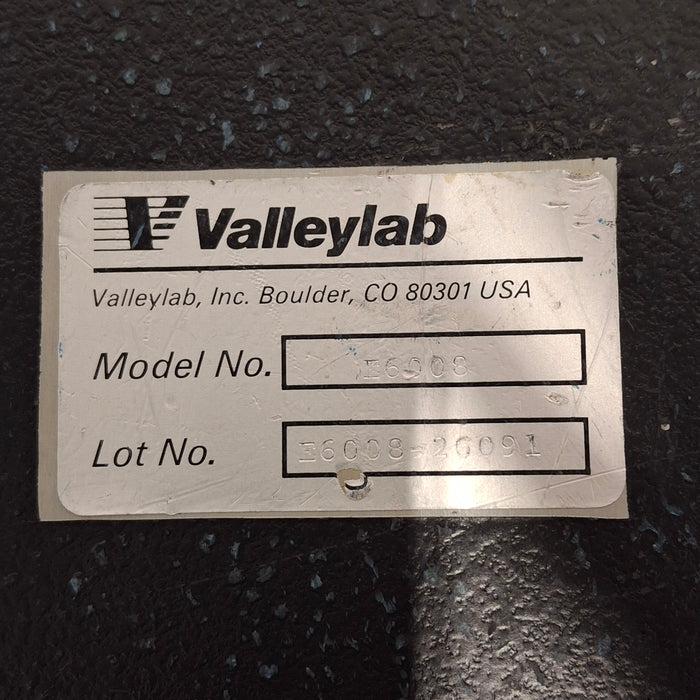 Valleylab
Valleylab, Inc. Boulder, CO 80301 USA
Model No. E6008
Lot No. E6008-26091